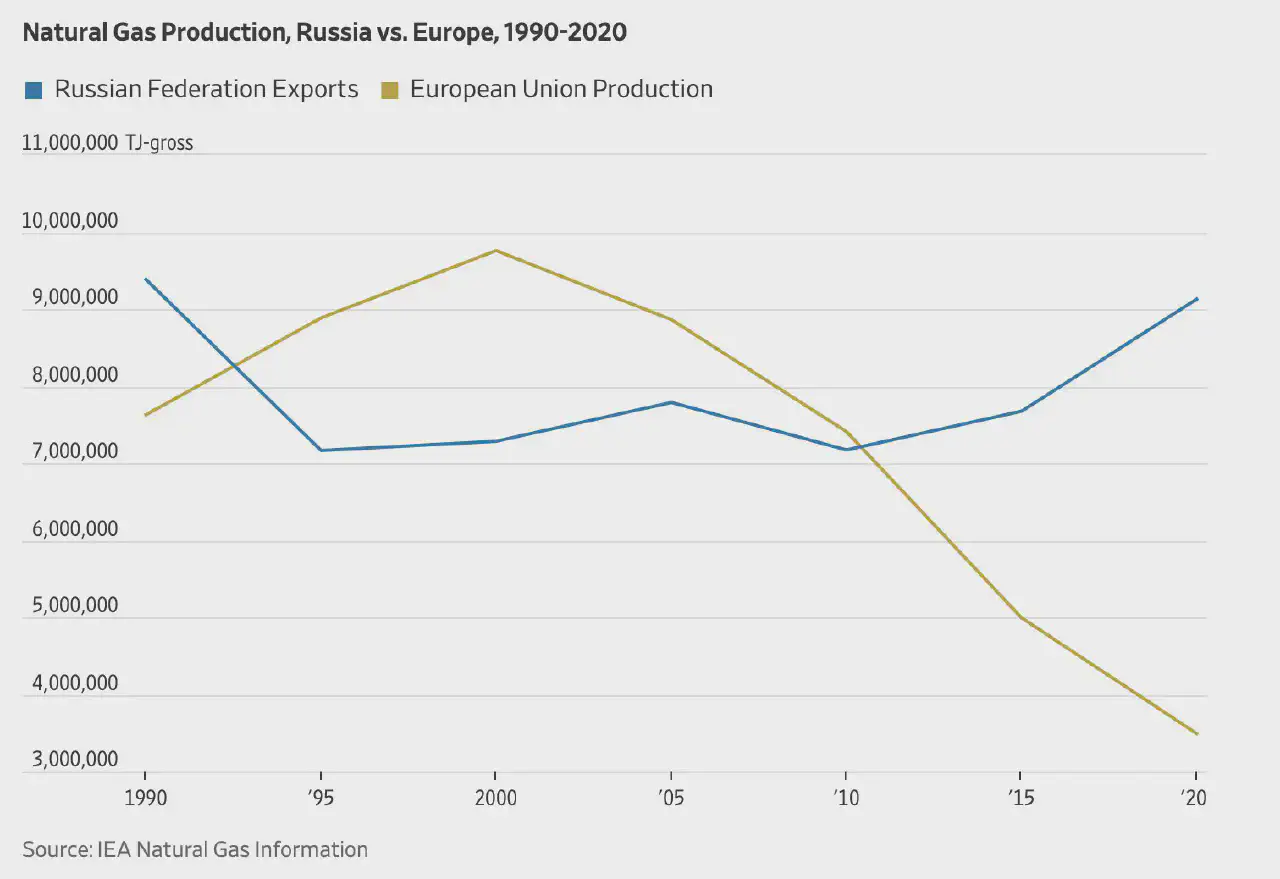 Natural Gas Production, Russia vs. Europe, 1990-2020
Russian Federation Exports European Union Production
11,000,000 TJ-gross
10,000,000
9,000,000
8,000,000
7,000,000
6,000,000
5,000,000
4,000,000
3,000,000
1990 ’95 2000 ’05 ’10 ’15 ’20
Source: IEA Natural Gas Information